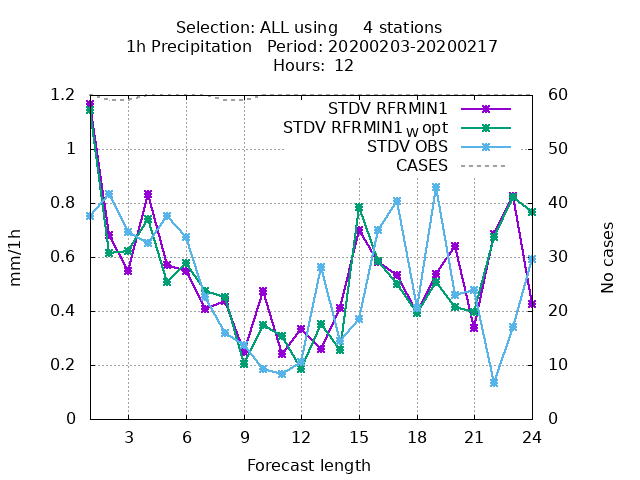 Selection: ALL using     4 stations
1h Precipitation   Period: 20200203-20200217
Hours: 12
1.2
1
0.8
0.6
0.4
0.2
0
mm/1h
60
50
40
30
20
10
0
No cases
STDV RFRMIN1
STDV RFRMIN1_W opt
STDV OBS
CASES
3 6 9 12 15 18 21 24
Forecast length